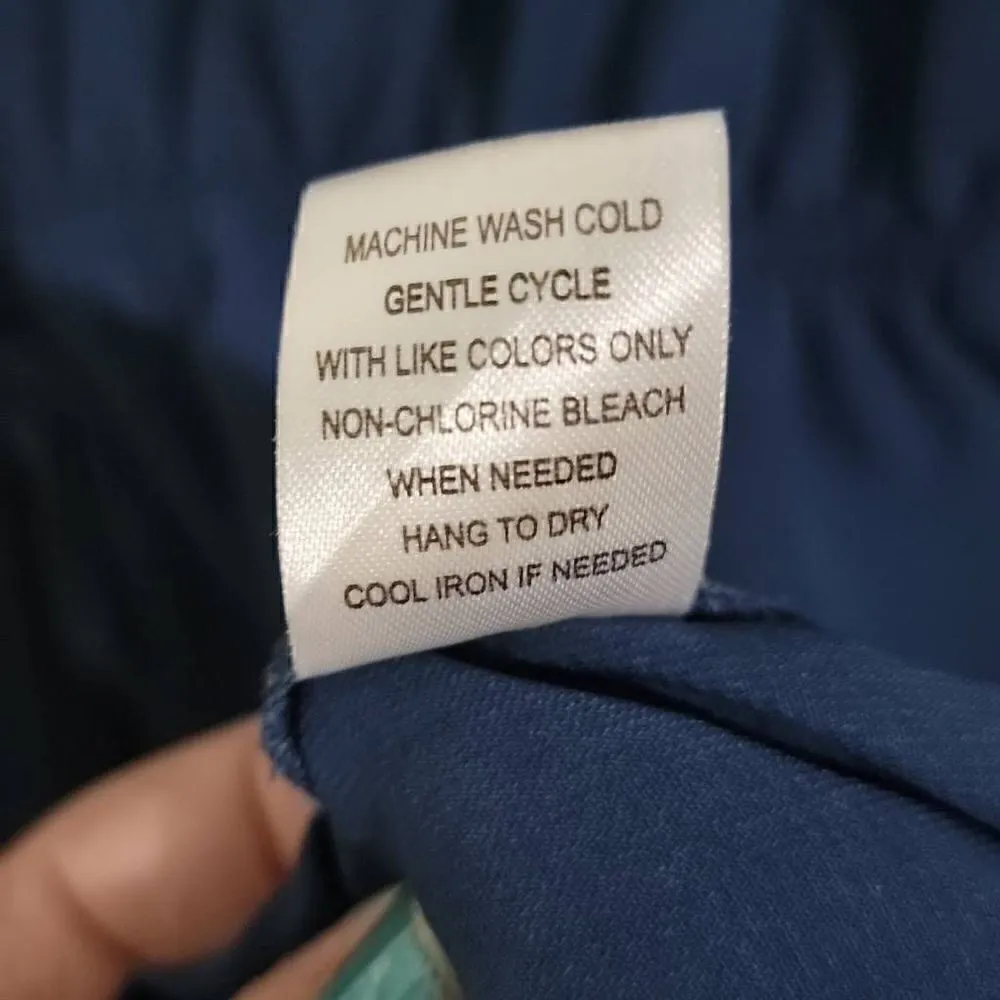 MACHINE WASH COLD
GENTLE CYCLE
WITH LIKE COLORS ONLY
NON-CHLORINE BLEACH
WHEN NEEDED
HANG TO DRY
COOL IRON IF NEEDED